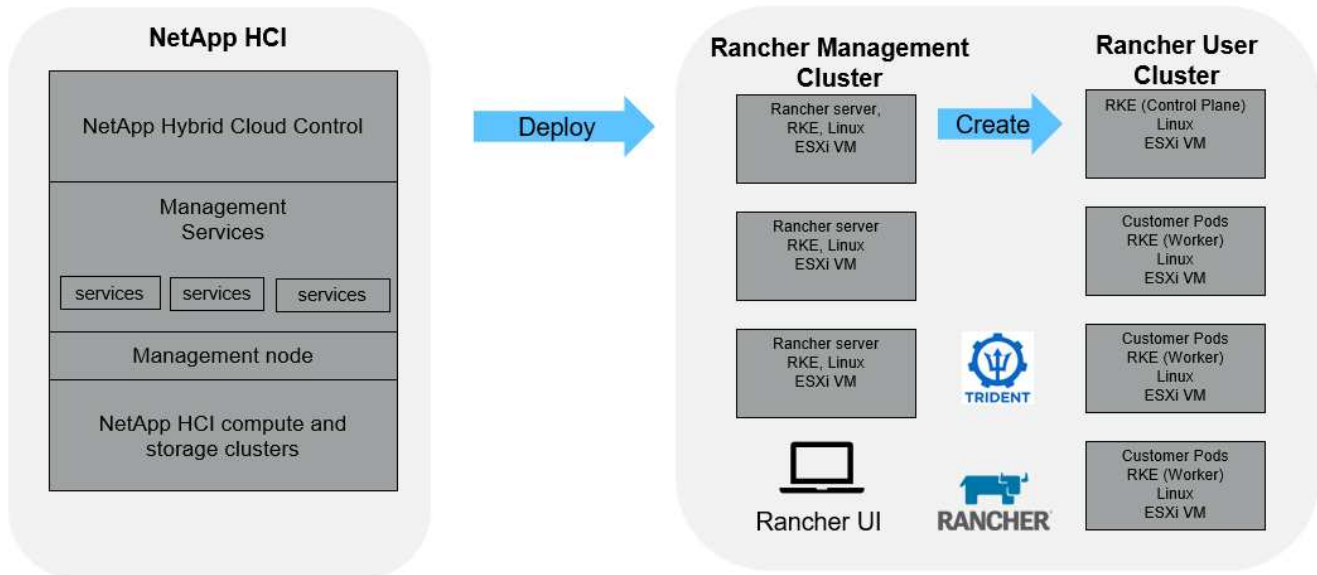 NetApp HCI
NetApp Hybrid Cloud Control
Management
Services
services
services
services
Management node
NetApp HCI compute and
storage clusters
Deploy
Rancher Management
Cluster
Rancher server,
RKE, Linux
ESXi VM
Rancher server
RKE, Linux
ESXi VM
Rancher server
RKE, Linux
ESXi VM
Rancher UI
Create
TRIDENT
RANCHER
Rancher User
Cluster
RKE (Control Plane)
Linux
ESXi VM
Customer Pods
RKE (Worker)
Linux
ESXi VM
Customer Pods
RKE (Worker)
Linux
ESXi VM
Customer Pods
RKE (Worker)
Linux
ESXi VM